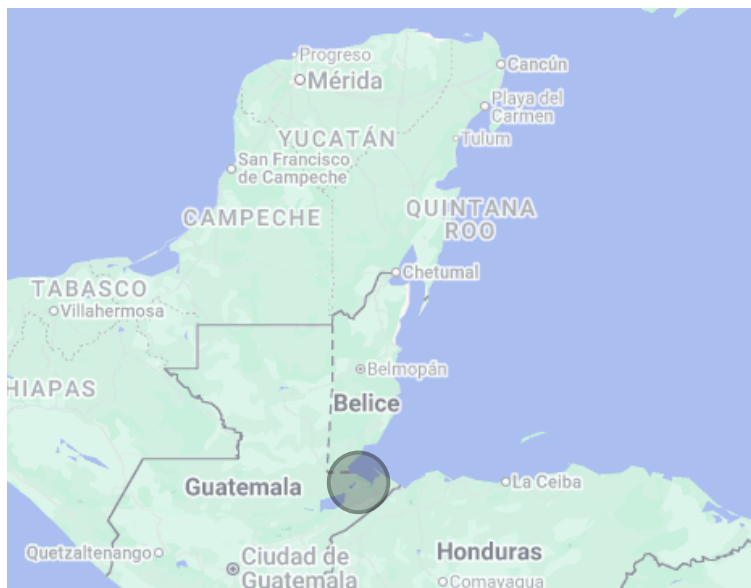 Progreso
Mérida
Cancún
Playa del
Carmen
YUCATÁN
Tulum
San Francisco
de Campeche
CAMPECHE
QUINTANA
ROO
Chetumal
TABASCO
Villahermosa
Belmopán
HIAPAS
Belice
Guatemala
La Ceiba
Quetzaltenango
Ciudad de
Guatemala
Honduras
Comayagua